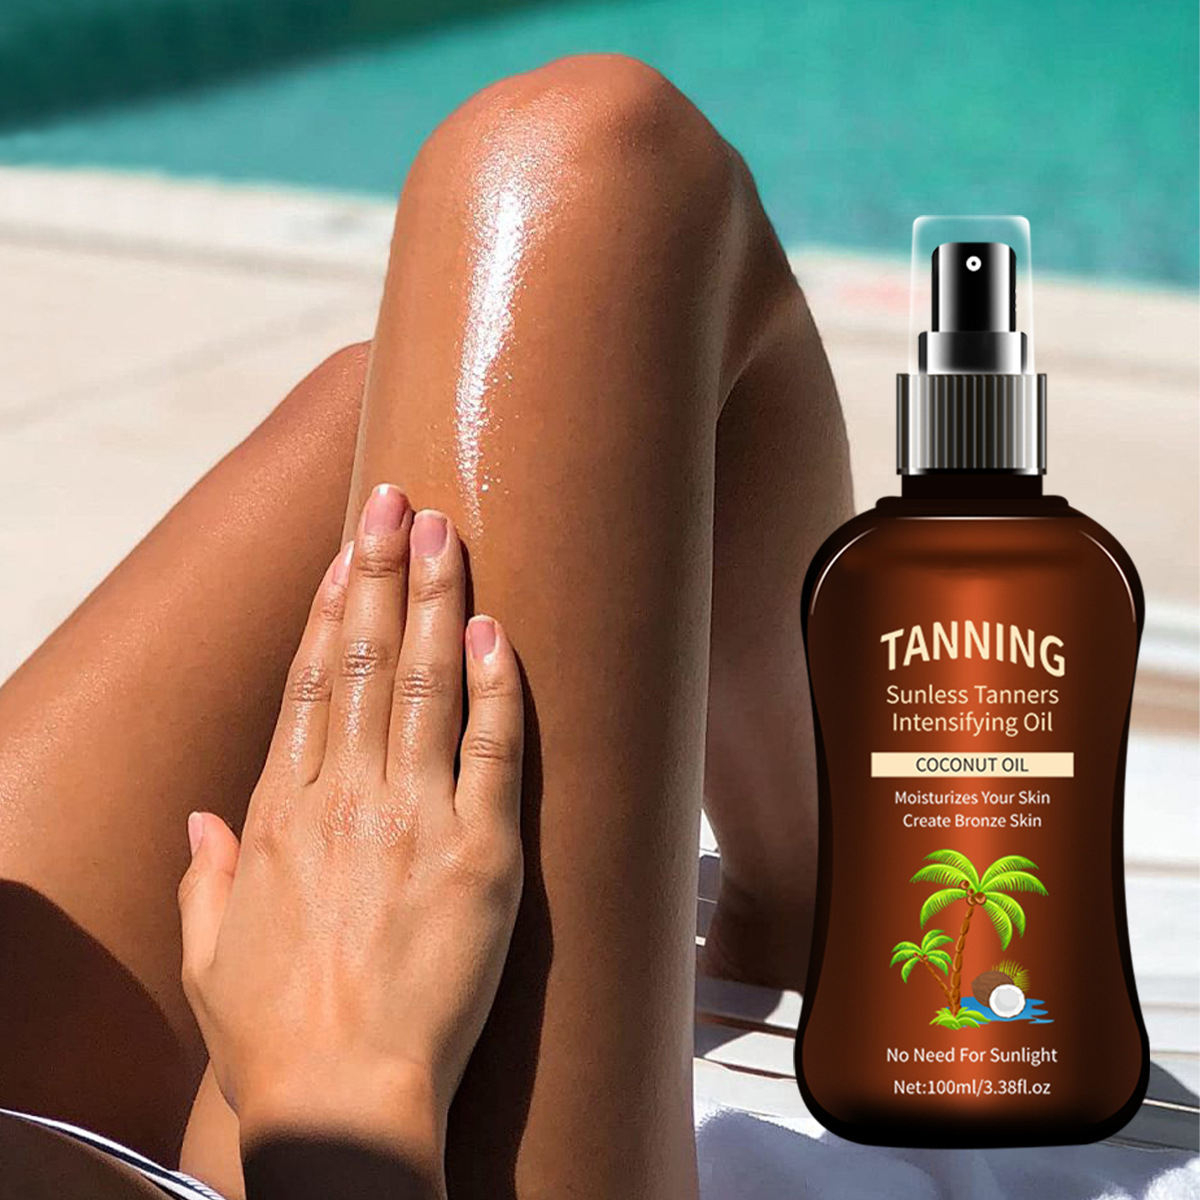 TANNING
Sunless Tanners
Intensifying Oil
COCONUT OIL
Moisturizes Your Skin
Create Bronze Skin
No Need For Sunlight
Net:100ml/3.38fl.oz